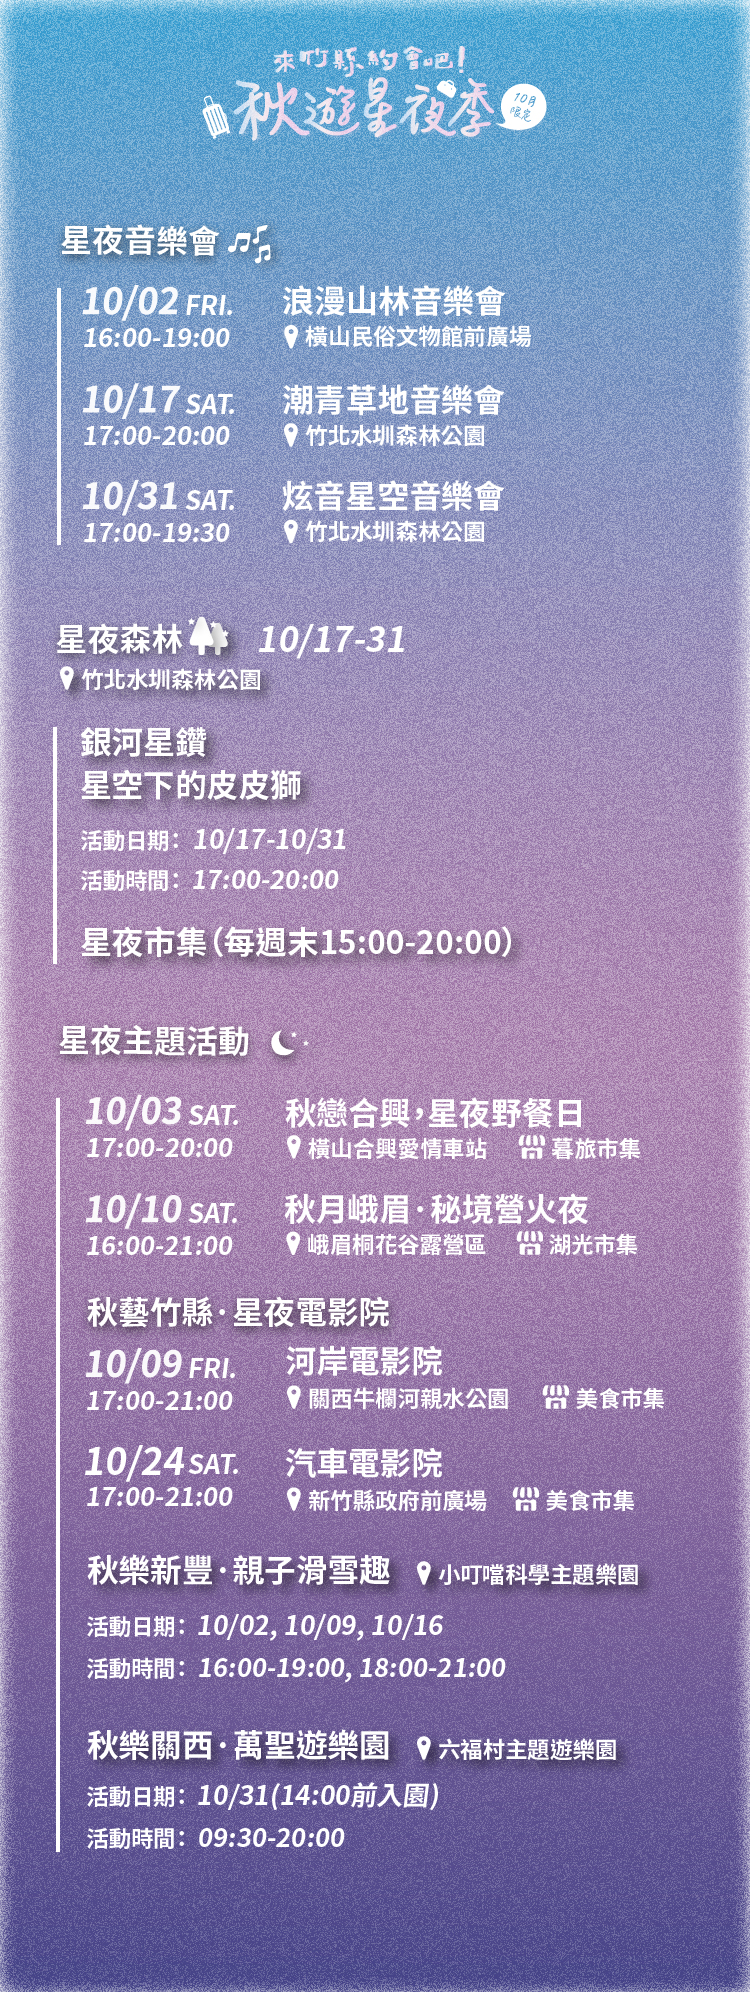 來竹縣約會吧!
秋遊星夜季
10月
限定
星夜音樂會
10/02 FRI.
16:00-19:00
浪漫山林音樂會
橫山民俗文物館前廣場
10/17 SAT.
17:00-20:00
潮青草地音樂會
竹北水圳森林公園
10/31 SAT.
17:00-19:30
炫音星空音樂會
竹北水圳森林公園
星夜森林 10/17-31
竹北水圳森林公園
銀河星鑽
星空下的皮皮獅
活動日期：10/17-10/31
活動時間：17:00-20:00
星夜市集（每週末15:00-20:00）
星夜主題活動
10/03 SAT.
17:00-20:00
秋戀合興，星夜野餐日
橫山合興愛情車站 暮旅市集
10/10 SAT.
16:00-21:00
秋月峨眉·秘境營火夜
峨眉桐花谷露營區 湖光市集
秋藝竹縣·星夜電影院
10/09 FRI.
17:00-21:00
河岸電影院
關西牛欄河親水公園 美食市集
10/24 SAT.
17:00-21:00
汽車電影院
新竹縣政府前廣場 美食市集
秋樂新豐·親子滑雪趣 小叮噹科學主題樂園
活動日期：10/02, 10/09, 10/16
活動時間：16:00-19:00, 18:00-21:00
秋樂關西·萬聖遊樂園 六福村主題遊樂園
活動日期：10/31(14:00前入園)
活動時間：09:30-20:00